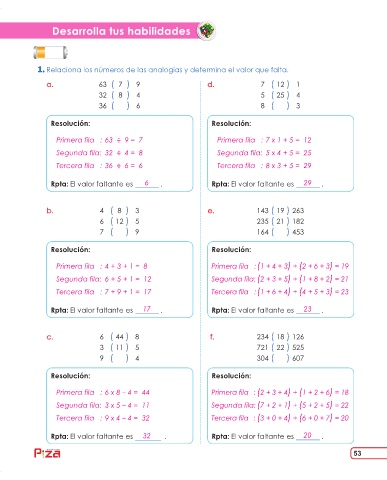 Desarrolla tus habilidades
1. Relaciona los números de las analogías y determina el valor que falta.
a. 63 ( 7 ) 9
32 ( 8 ) 4
36 ( ) 6
Resolución:
Primera fila : 63 ÷ 9 = 7
Segunda fila: 32 ÷ 4 = 8
Tercera fila : 36 ÷ 6 = 6
Rpta: El valor faltante es 6 .
d. 7 ( 12 ) 1
5 ( 25 ) 4
8 ( ) 3
Resolución:
Primera fila : 7 x 1 + 5 = 12
Segunda fila: 5 x 4 + 5 = 25
Tercera fila : 8 x 3 + 5 = 29
Rpta: El valor faltante es 29 .
b. 4 ( 8 ) 3
6 ( 12 ) 5
7 ( ) 9
Resolución:
Primera fila : 4 + 3 + 1 = 8
Segunda fila: 6 + 5 + 1 = 12
Tercera fila : 7 + 9 + 1 = 17
Rpta: El valor faltante es 17 .
e. 143 ( 19 ) 263
235 ( 21 ) 182
164 ( ) 453
Resolución:
Primera fila : (1 + 4 + 3) + (2 + 6 + 3) = 19
Segunda fila: (2 + 3 + 5) + (1 + 8 + 2) = 21
Tercera fila : (1 + 6 + 4) + (4 + 5 + 3) = 23
Rpta: El valor faltante es 23 .
c. 6 ( 44 ) 8
3 ( 11 ) 5
9 ( ) 4
Resolución:
Primera fila : 6 x 8 – 4 = 44
Segunda fila: 3 x 5 – 4 = 11
Tercera fila : 9 x 4 – 4 = 32
Rpta: El valor faltante es 32 .
f. 234 ( 18 ) 126
721 ( 22 ) 525
304 ( ) 607
Resolución:
Primera fila : (2 + 3 + 4) + (1 + 2 + 6) = 18
Segunda fila: (7 + 2 + 1) + (5 + 2 + 5) = 22
Tercera fila : (3 + 0 + 4) + (6 + 0 + 7) = 20
Rpta: El valor faltante es 20 .
53